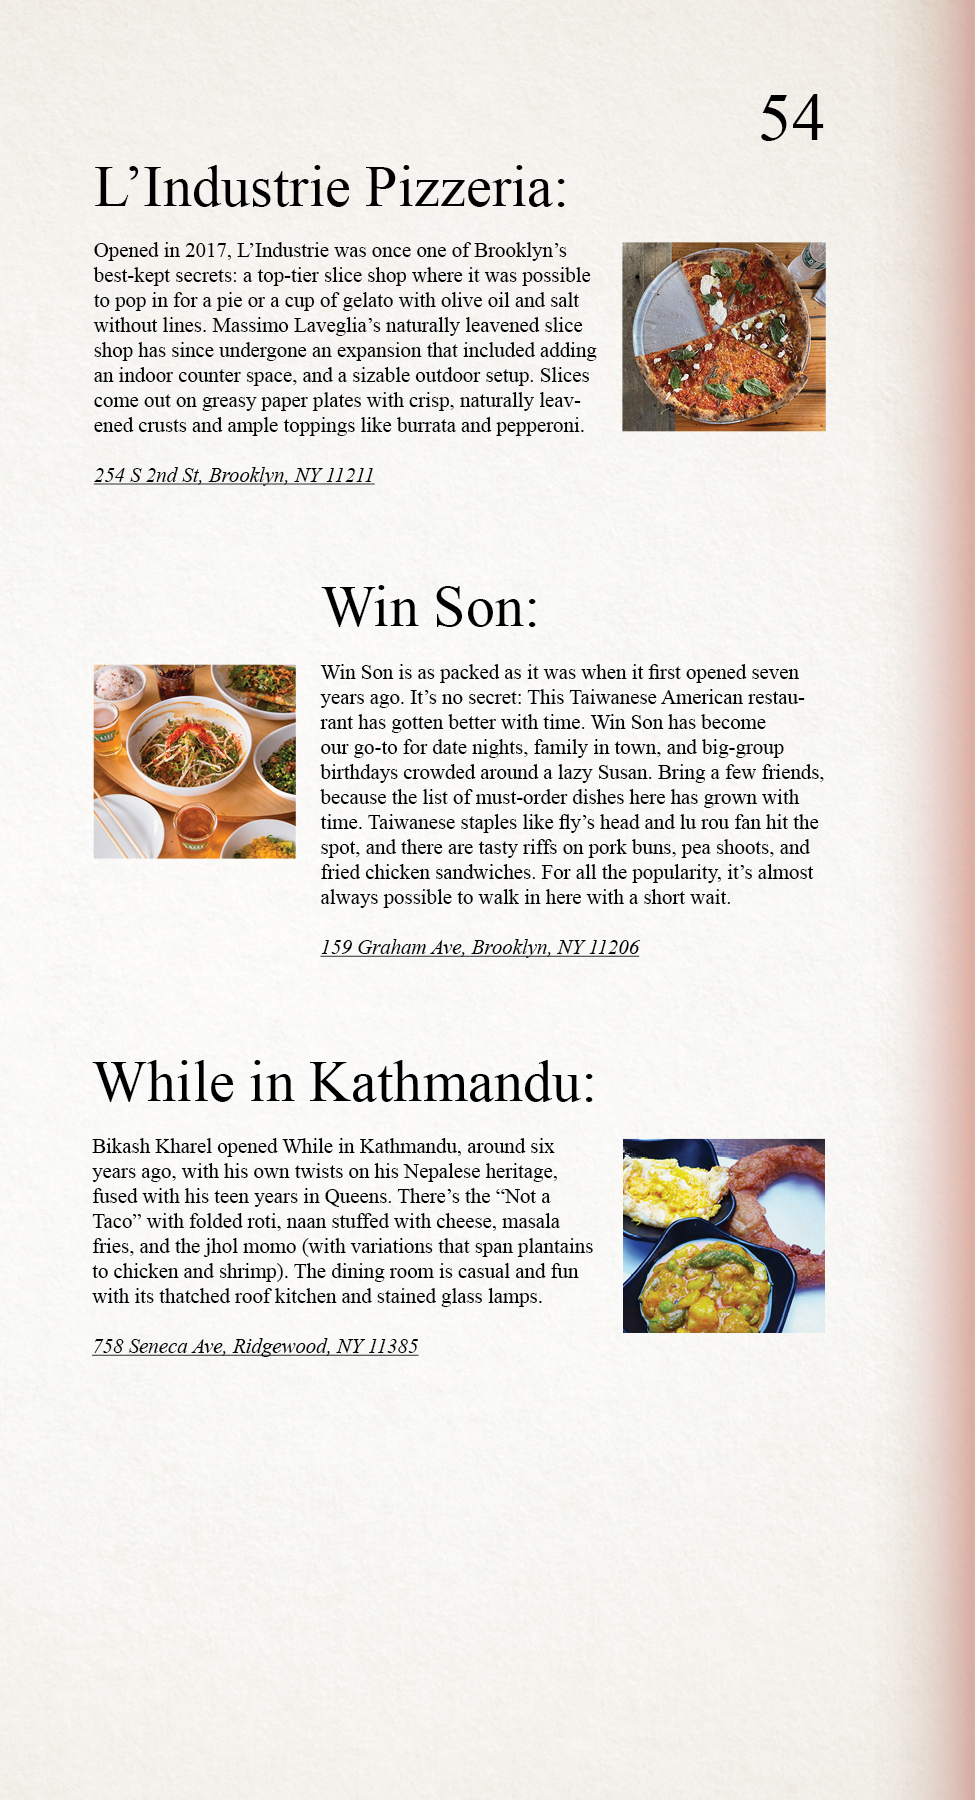 54
L’Industrie Pizzeria:
Opened in 2017, L’Industrie was once one of Brooklyn’s
best-kept secrets: a top-tier slice shop where it was possible
to pop in for a pie or a cup of gelato with olive oil and salt
without lines. Massimo Laveglia’s naturally leavened slice
shop has since undergone an expansion that included adding
an indoor counter space, and a sizable outdoor setup. Slices
come out on greasy paper plates with crisp, naturally leav-
ened crusts and ample toppings like burrata and pepperoni.
254 S 2nd St, Brooklyn, NY 11211
Win Son:
Win Son is as packed as it was when it first opened seven
years ago. It’s no secret: This Taiwanese American restau-
rant has gotten better with time. Win Son has become
our go-to for date nights, family in town, and big-group
birthdays crowded around a lazy Susan. Bring a few friends,
because the list of must-order dishes here has grown with
time. Taiwanese staples like fly’s head and lu rou fan hit the
spot, and there are tasty riffs on pork buns, pea shoots, and
fried chicken sandwiches. For all the popularity, it’s almost
always possible to walk in here with a short wait.
159 Graham Ave, Brooklyn, NY 11206
While in Kathmandu:
Bikash Kharel opened While in Kathmandu, around six
years ago, with his own twists on his Nepalese heritage,
fused with his teen years in Queens. There’s the “Not a
Taco” with folded roti, naan stuffed with cheese, masala
fries, and the jhol momo (with variations that span plantains
to chicken and shrimp). The dining room is casual and fun
with its thatched roof kitchen and stained glass lamps.
758 Seneca Ave, Ridgewood, NY 11385